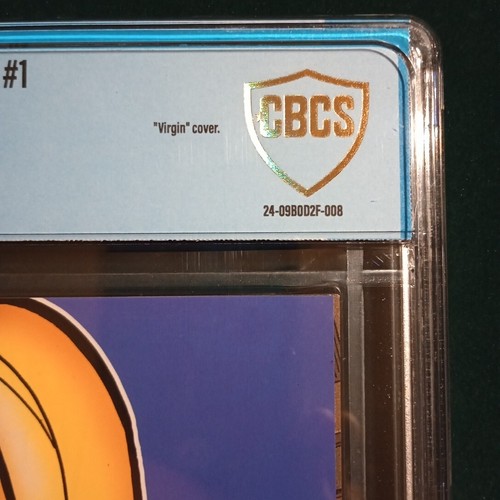 #1
"Virgin" cover.
CBCS
24-09B0D2F-008